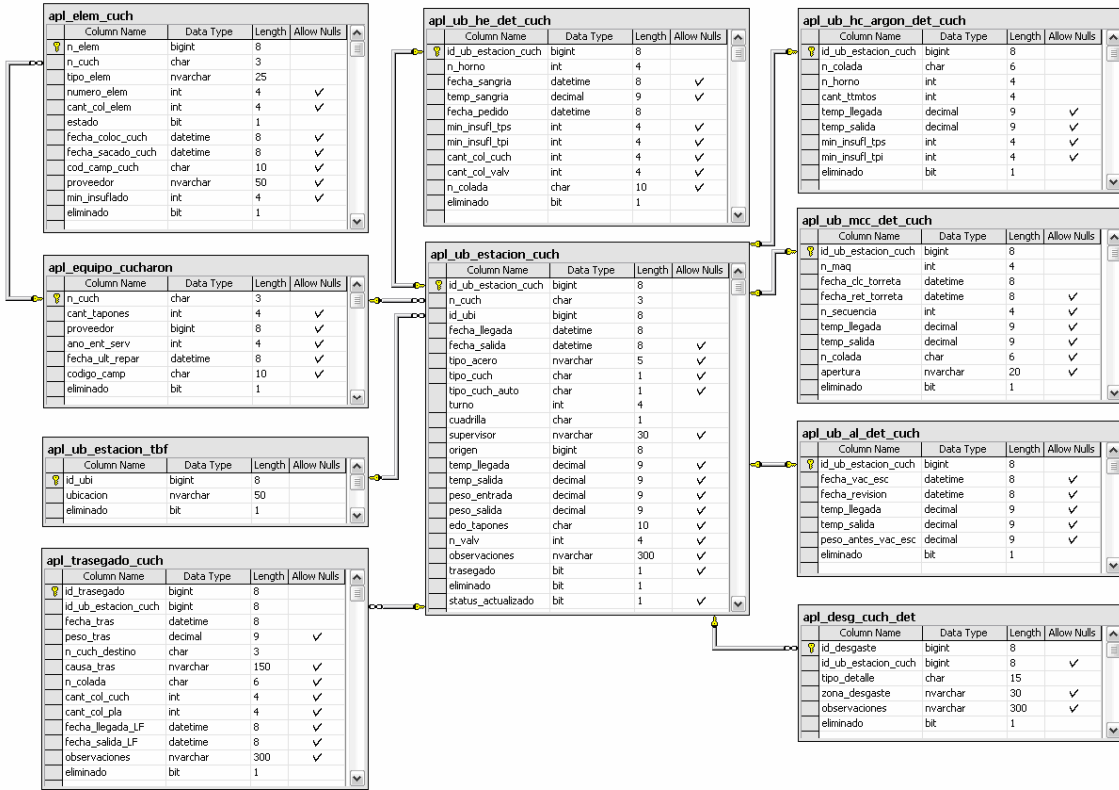 apl_elem_cuch
Column Name Data Type Length Allow Nulls
n_elem bigint 8
n_cuch char 3
tipo_elem nvarchar 25
numero_elem int 4
cant_col_elem int 4
estado bit 1
fecha_coloc_cuch datetime 8
fecha_sacado_cuch datetime 8
cod_camp_cuch char 10
proveedor nvarchar 50
min_insuflado int 4
eliminado bit 1
apl_equipo_cucharon
Column Name Data Type Length Allow Nulls
n_cuch char 3
cant_tapones int 4
proveedor bigint 8
ano_ent_serv int 4
fecha_ult_repar datetime 8
codigo_camp char 10
eliminado bit 1
apl_ub_estacion_tbf
Column Name Data Type Length Allow Nulls
id_ubi bigint 8
ubicacion nvarchar 50
eliminado bit 1
apl_trasegado_cuch
Column Name Data Type Length Allow Nulls
id_trasegado bigint 8
id_ub_estacion_cuch bigint 8
fecha_tras datetime 8
peso_tras decimal 9
n_cuch_destino char 3
causa_tras nvarchar 150
n_colada char 6
cant_col_cuch int 4
cant_col_pla int 4
fecha_llegada_LF datetime 8
fecha_salida_LF datetime 8
observaciones nvarchar 300
eliminado bit 1
apl_ub_he_det_cuch
Column Name Data Type Length Allow Nulls
id_ub_estacion_cuch bigint 8
n_horno int 4
fecha_sangria datetime 8
temp_sangria decimal 9
fecha_pedido datetime 8
min_insufl_tps int 4
min_insufl_tpi int 4
cant_col_cuch int 4
cant_col_valv int 4
n_colada char 10
eliminado bit 1
apl_ub_estacion_cuch
Column Name Data Type Length Allow Nulls
id_ub_estacion_cuch bigint 8
n_cuch char 3
id_ubi bigint 8
fecha_llegada datetime 8
fecha_salida datetime 8
tipo_acero nvarchar 5
tipo_cuch char 1
tipo_cuch_auto char 1
turno int 4
cuadrilla char 1
supervisor nvarchar 30
origen bigint 8
temp_llegada decimal 9
temp_salida decimal 9
peso_entrada decimal 9
peso_salida decimal 9
edo_tapones char 10
n_valv int 4
observaciones nvarchar 300
trasegado bit 1
eliminado bit 1
status_actualizado bit 1
apl_ub_hc_argon_det_cuch
Column Name Data Type Length Allow Nulls
id_ub_estacion_cuch bigint 8
n_colada char 6
n_horno int 4
cant_ttmtos int 4
temp_llegada decimal 9
temp_salida decimal 9
min_insufl_tps int 4
min_insufl_tpi int 4
eliminado bit 1
apl_ub_mcc_det_cuch
Column Name Data Type Length Allow Nulls
id_ub_estacion_cuch bigint 8
n_maq int 4
fecha_clc_torreta datetime 8
fecha_ret_torreta datetime 8
n_secuencia int 4
temp_llegada decimal 9
temp_salida decimal 9
n_colada char 6
apertura nvarchar 20
eliminado bit 1
apl_ub_al_det_cuch
Column Name Data Type Length Allow Nulls
id_ub_estacion_cuch bigint 8
fecha_vac_esc datetime 8
fecha_revision datetime 8
temp_llegada decimal 9
temp_salida decimal 9
peso_antes_vac_esc decimal 9
eliminado bit 1
apl_desg_cuch_det
Column Name Data Type Length Allow Nulls
id_desgaste bigint 8
id_ub_estacion_cuch bigint 8
tipo_detalle char 15
zona_desgaste nvarchar 30
observaciones nvarchar 300
eliminado bit 1